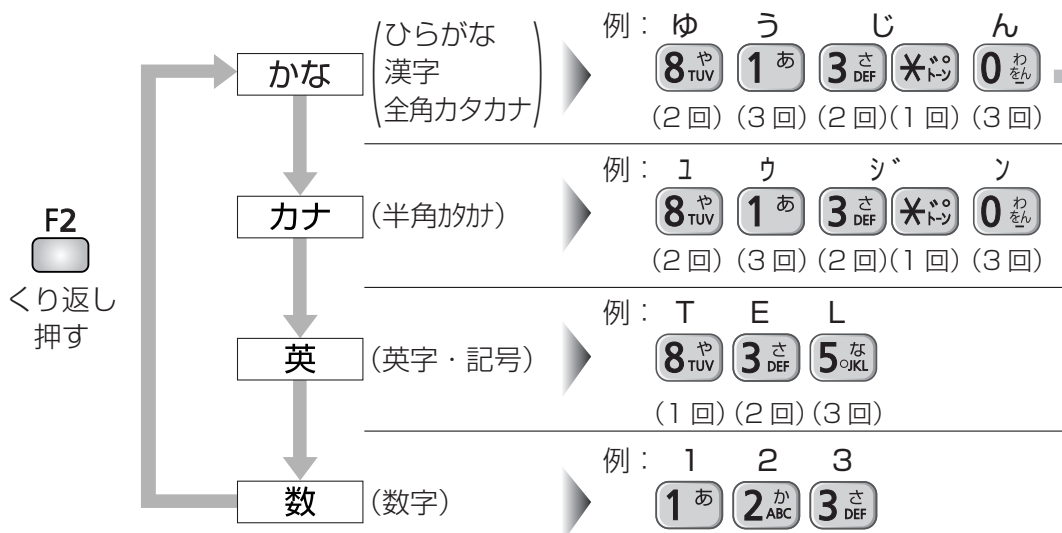 F2
くり返し
押す
かな
ひらがな
漢字
全角カタカナ
例： ゆ う じ ん
8 や TUV 1 あ 3 さ DEF ＊ ゛゜ トーン 0 わ をん
(2 回) (3 回) (2 回) (1 回) (3 回)
カナ (半角ｶﾀｶﾅ)
例： ﾕ ｳ ｼﾞ ﾝ
8 や TUV 1 あ 3 さ DEF ＊ ゛゜ トーン 0 わ をん
(2 回) (3 回) (2 回) (1 回) (3 回)
英 (英字・記号)
例： T E L
8 や TUV 3 さ DEF 5 な JKL
(1 回) (2 回) (3 回)
数 (数字)
例： 1 2 3
1 あ 2 か ABC 3 さ DEF